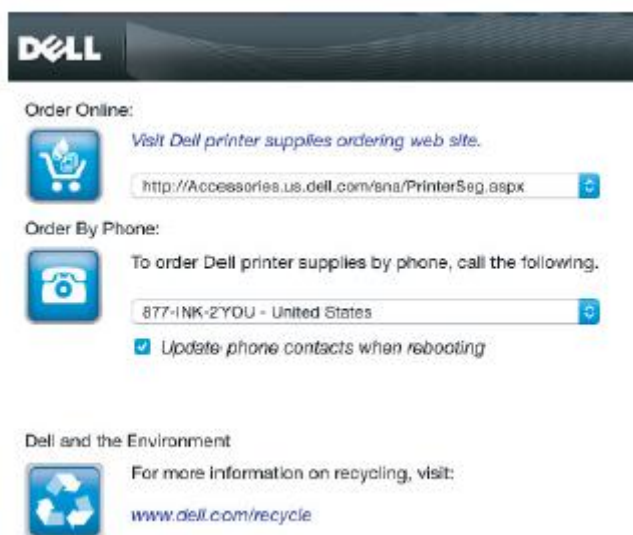 DELL
Order Online:
Visit Dell printer supplies ordering web site.
http://Accessories.us.dell.com/sna/PrinterSeg.aspx
Order By Phone:
To order Dell printer supplies by phone, call the following.
877-INK-2YOU - United States
Update phone contacts when rebooting
Dell and the Environment
For more information on recycling, visit:
www.dell.com/recycle